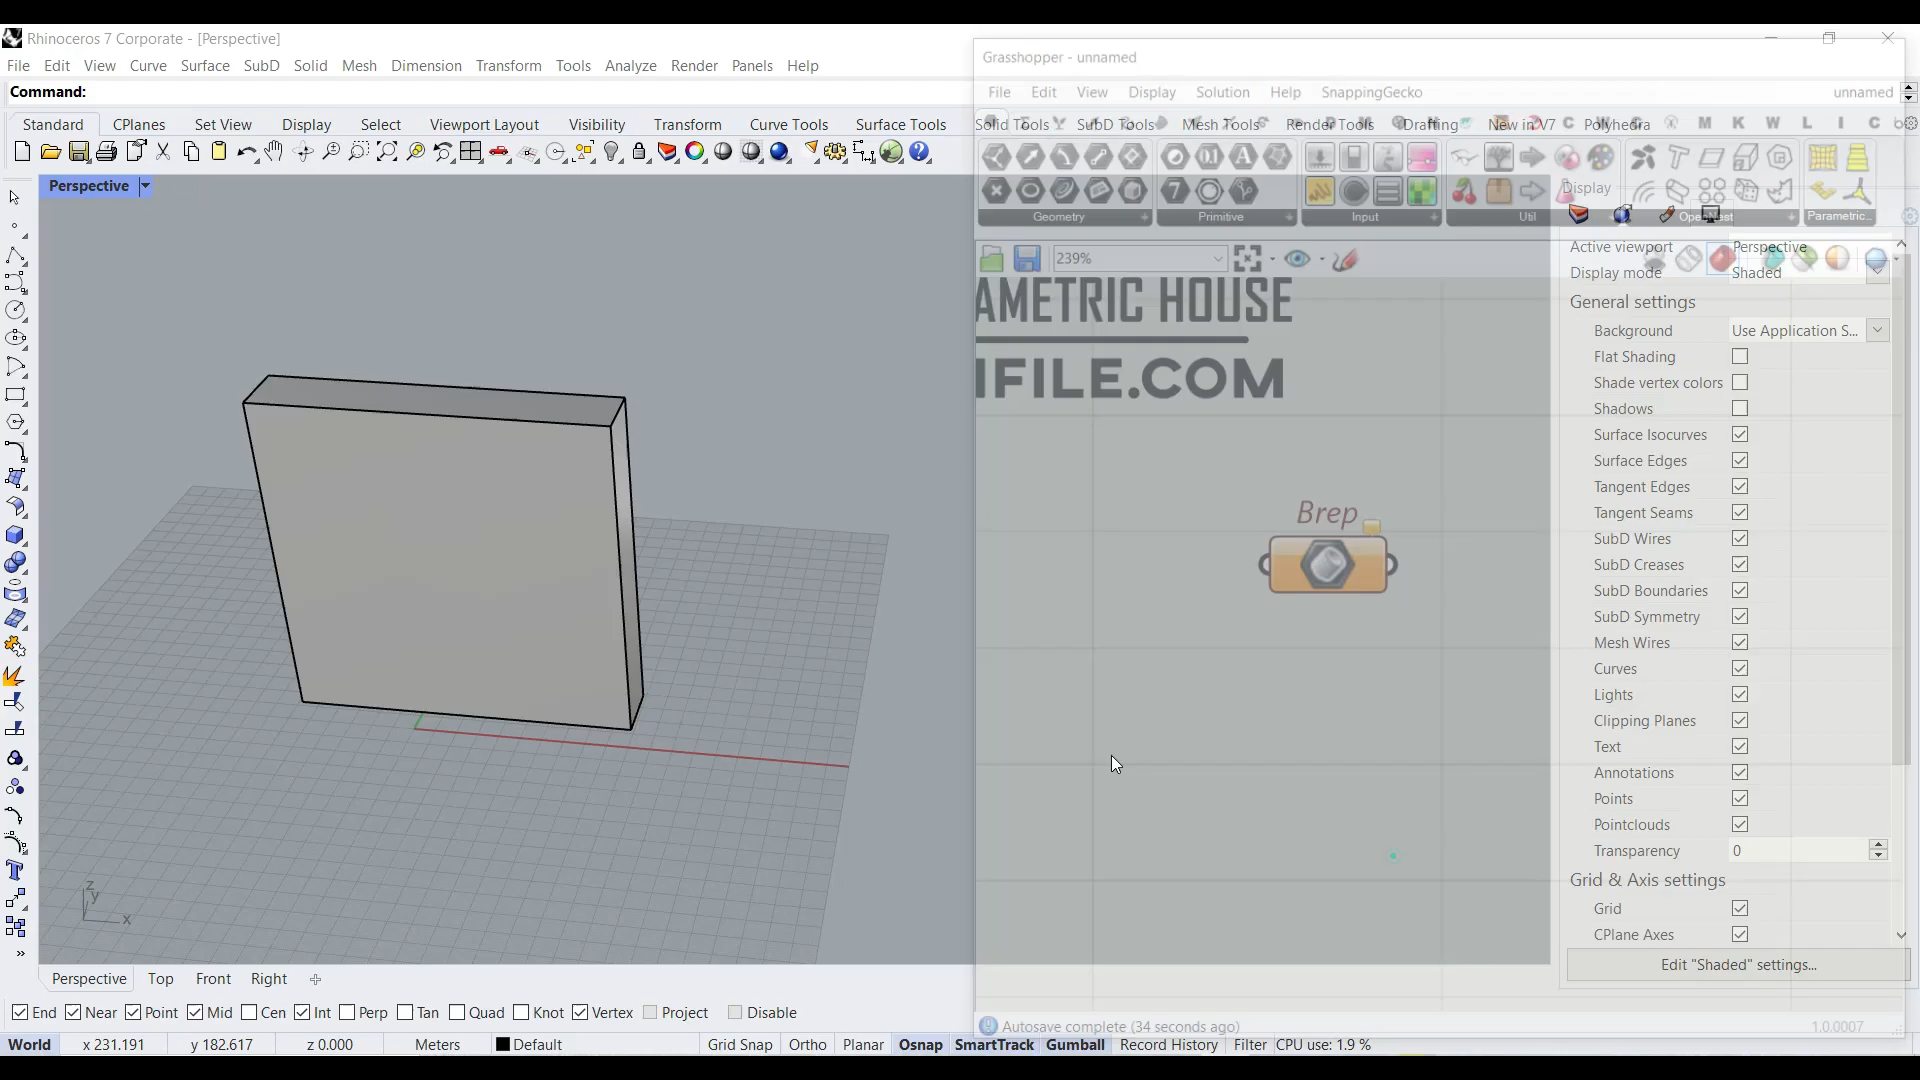 Rhinoceros 7 Corporate - [Perspective]
File Edit View Curve Surface SubD Solid Mesh Dimension Transform Tools Analyze Render Panels Help
Command:
Standard CPlanes Set View Display Select Viewport Layout Visibility Transform Curve Tools Surface Tools Solid Tools SubD Tools Mesh Tools Render Tools Drafting New in V7 Polyhedra
Perspective
Grasshopper - unnamed
File Edit View Display Solution Help SnappingGecko unnamed
Geometry Primitive Input Util OpenNest Parametric...
239%
AMETRIC HOUSE
IFILE.COM
Brep
Display
Active viewport Perspective
Display mode Shaded
General settings
Background Use Application S...
Flat Shading
Shade vertex colors
Shadows
Surface Isocurves
Surface Edges
Tangent Edges
Tangent Seams
SubD Wires
SubD Creases
SubD Boundaries
SubD Symmetry
Mesh Wires
Curves
Lights
Clipping Planes
Text
Annotations
Points
Pointclouds
Transparency 0
Grid & Axis settings
Grid
CPlane Axes
Edit "Shaded" settings...
z
y
x
Perspective Top Front Right
End Near Point Mid Cen Int Perp Tan Quad Knot Vertex Project Disable
Autosave complete (34 seconds ago) 1.0.0007
World x 231.191 y 182.617 z 0.000 Meters Default Grid Snap Ortho Planar Osnap SmartTrack Gumball Record History Filter CPU use: 1.9 %